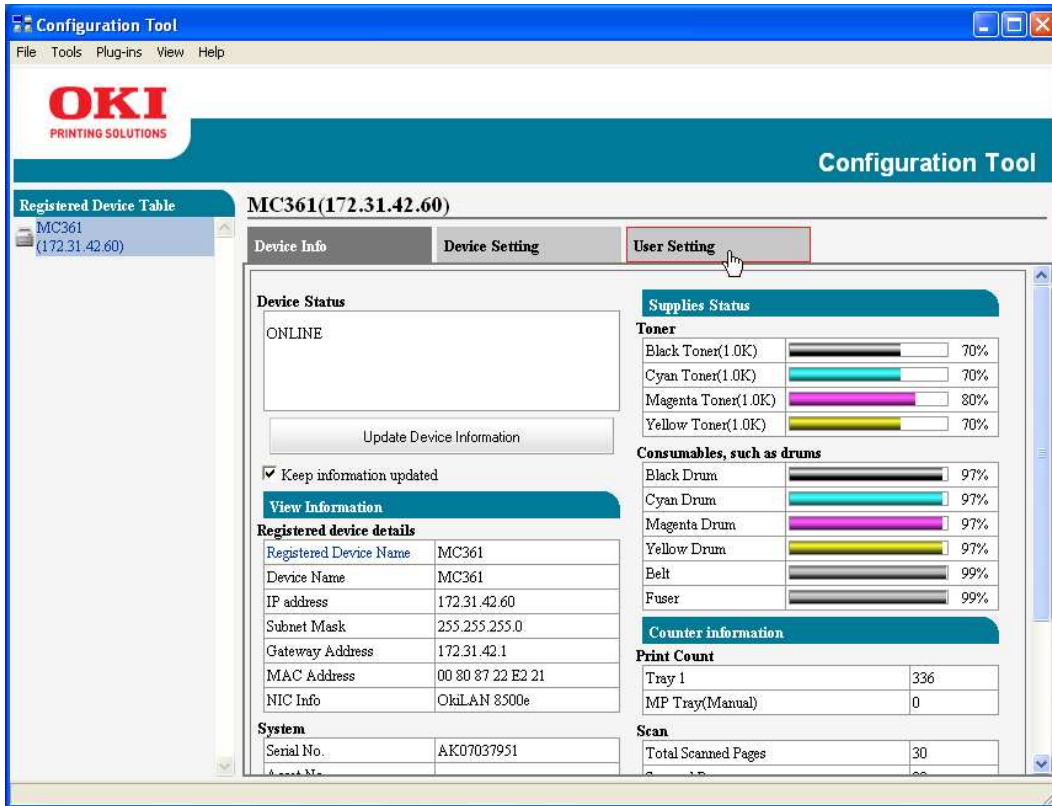 Configuration Tool
File Tools Plug-ins View Help
OKI
PRINTING SOLUTIONS
Configuration Tool
Registered Device Table
MC361
(172.31.42.60)
MC361(172.31.42.60)
Device Info Device Setting User Setting
Device Status
ONLINE
Update Device Information
Keep information updated
View Information
Registered device details
Registered Device Name MC361
Device Name MC361
IP address 172.31.42.60
Subnet Mask 255.255.255.0
Gateway Address 172.31.42.1
MAC Address 00 80 87 22 E2 21
NIC Info OkiLAN 8500e
System
Serial No. AK07037951
Supplies Status
Toner
Black Toner(1.0K) 70%
Cyan Toner(1.0K) 70%
Magenta Toner(1.0K) 80%
Yellow Toner(1.0K) 70%
Consumables, such as drums
Black Drum 97%
Cyan Drum 97%
Magenta Drum 97%
Yellow Drum 97%
Belt 99%
Fuser 99%
Counter information
Print Count
Tray 1 336
MP Tray(Manual) 0
Scan
Total Scanned Pages 30